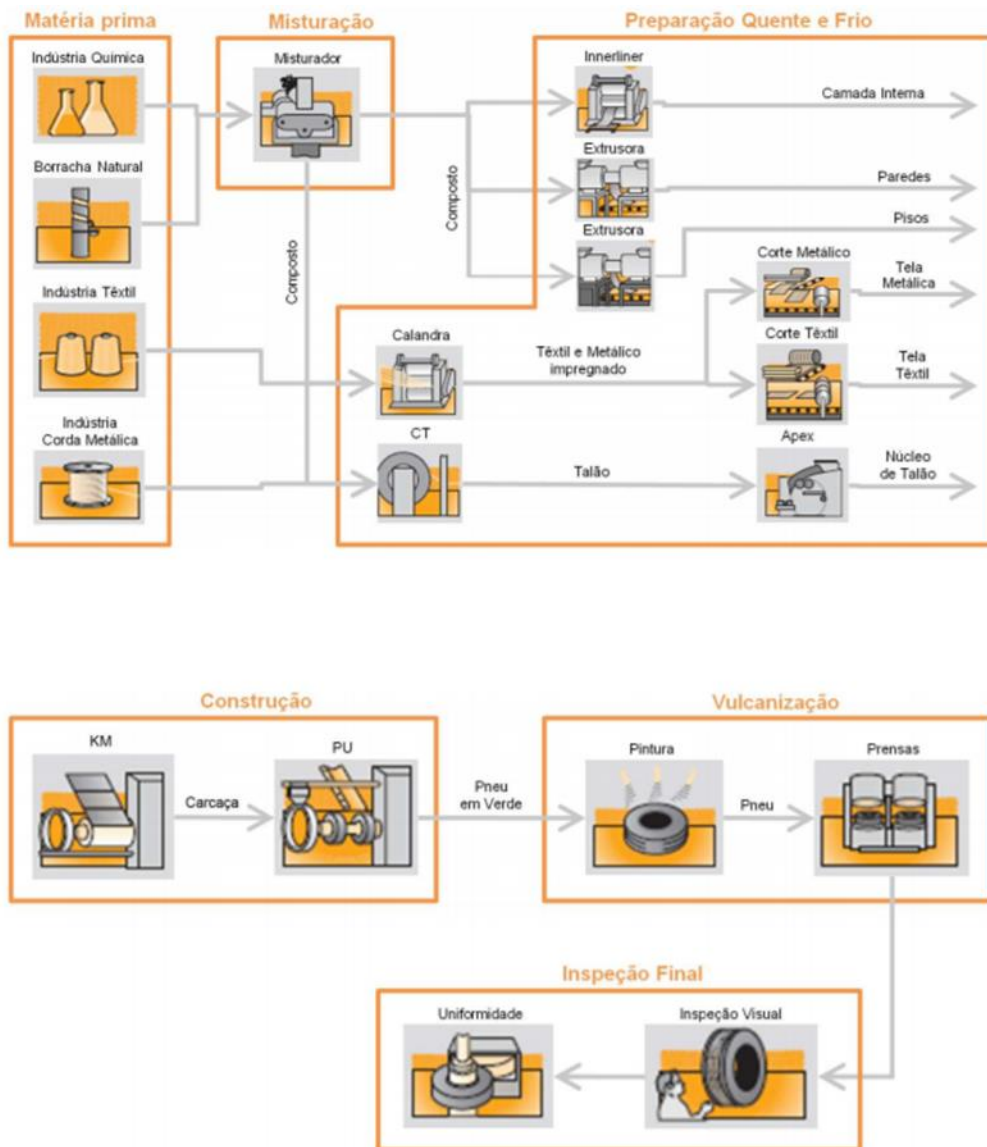 Matéria prima
Misturação
Preparação Quente e Frio
Indústria Química
Misturador
Innerliner
Camada Interna
Borracha Natural
Extrusora
Paredes
Composto
Pisos
Extrusora
Composto
Corte Metálico
Tela
Metálica
Indústria Têxtil
Calandra
Têxtil e Metálico
impregnado
Corte Têxtil
Tela
Têxtil
Indústria
Corda Metálica
CT
Talão
Apex
Núcleo
de Talão
Construção
Vulcanização
KM
PU
Pintura
Prensas
Carcaça
Pneu
em Verde
Pneu
Inspeção Final
Uniformidade
Inspeção Visual